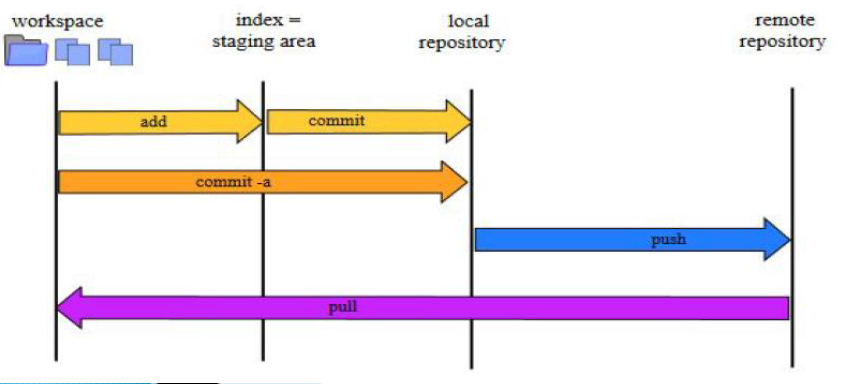 workspace
index =
staging area
local
repository
remote
repository
add
commit
commit -a
push
pull